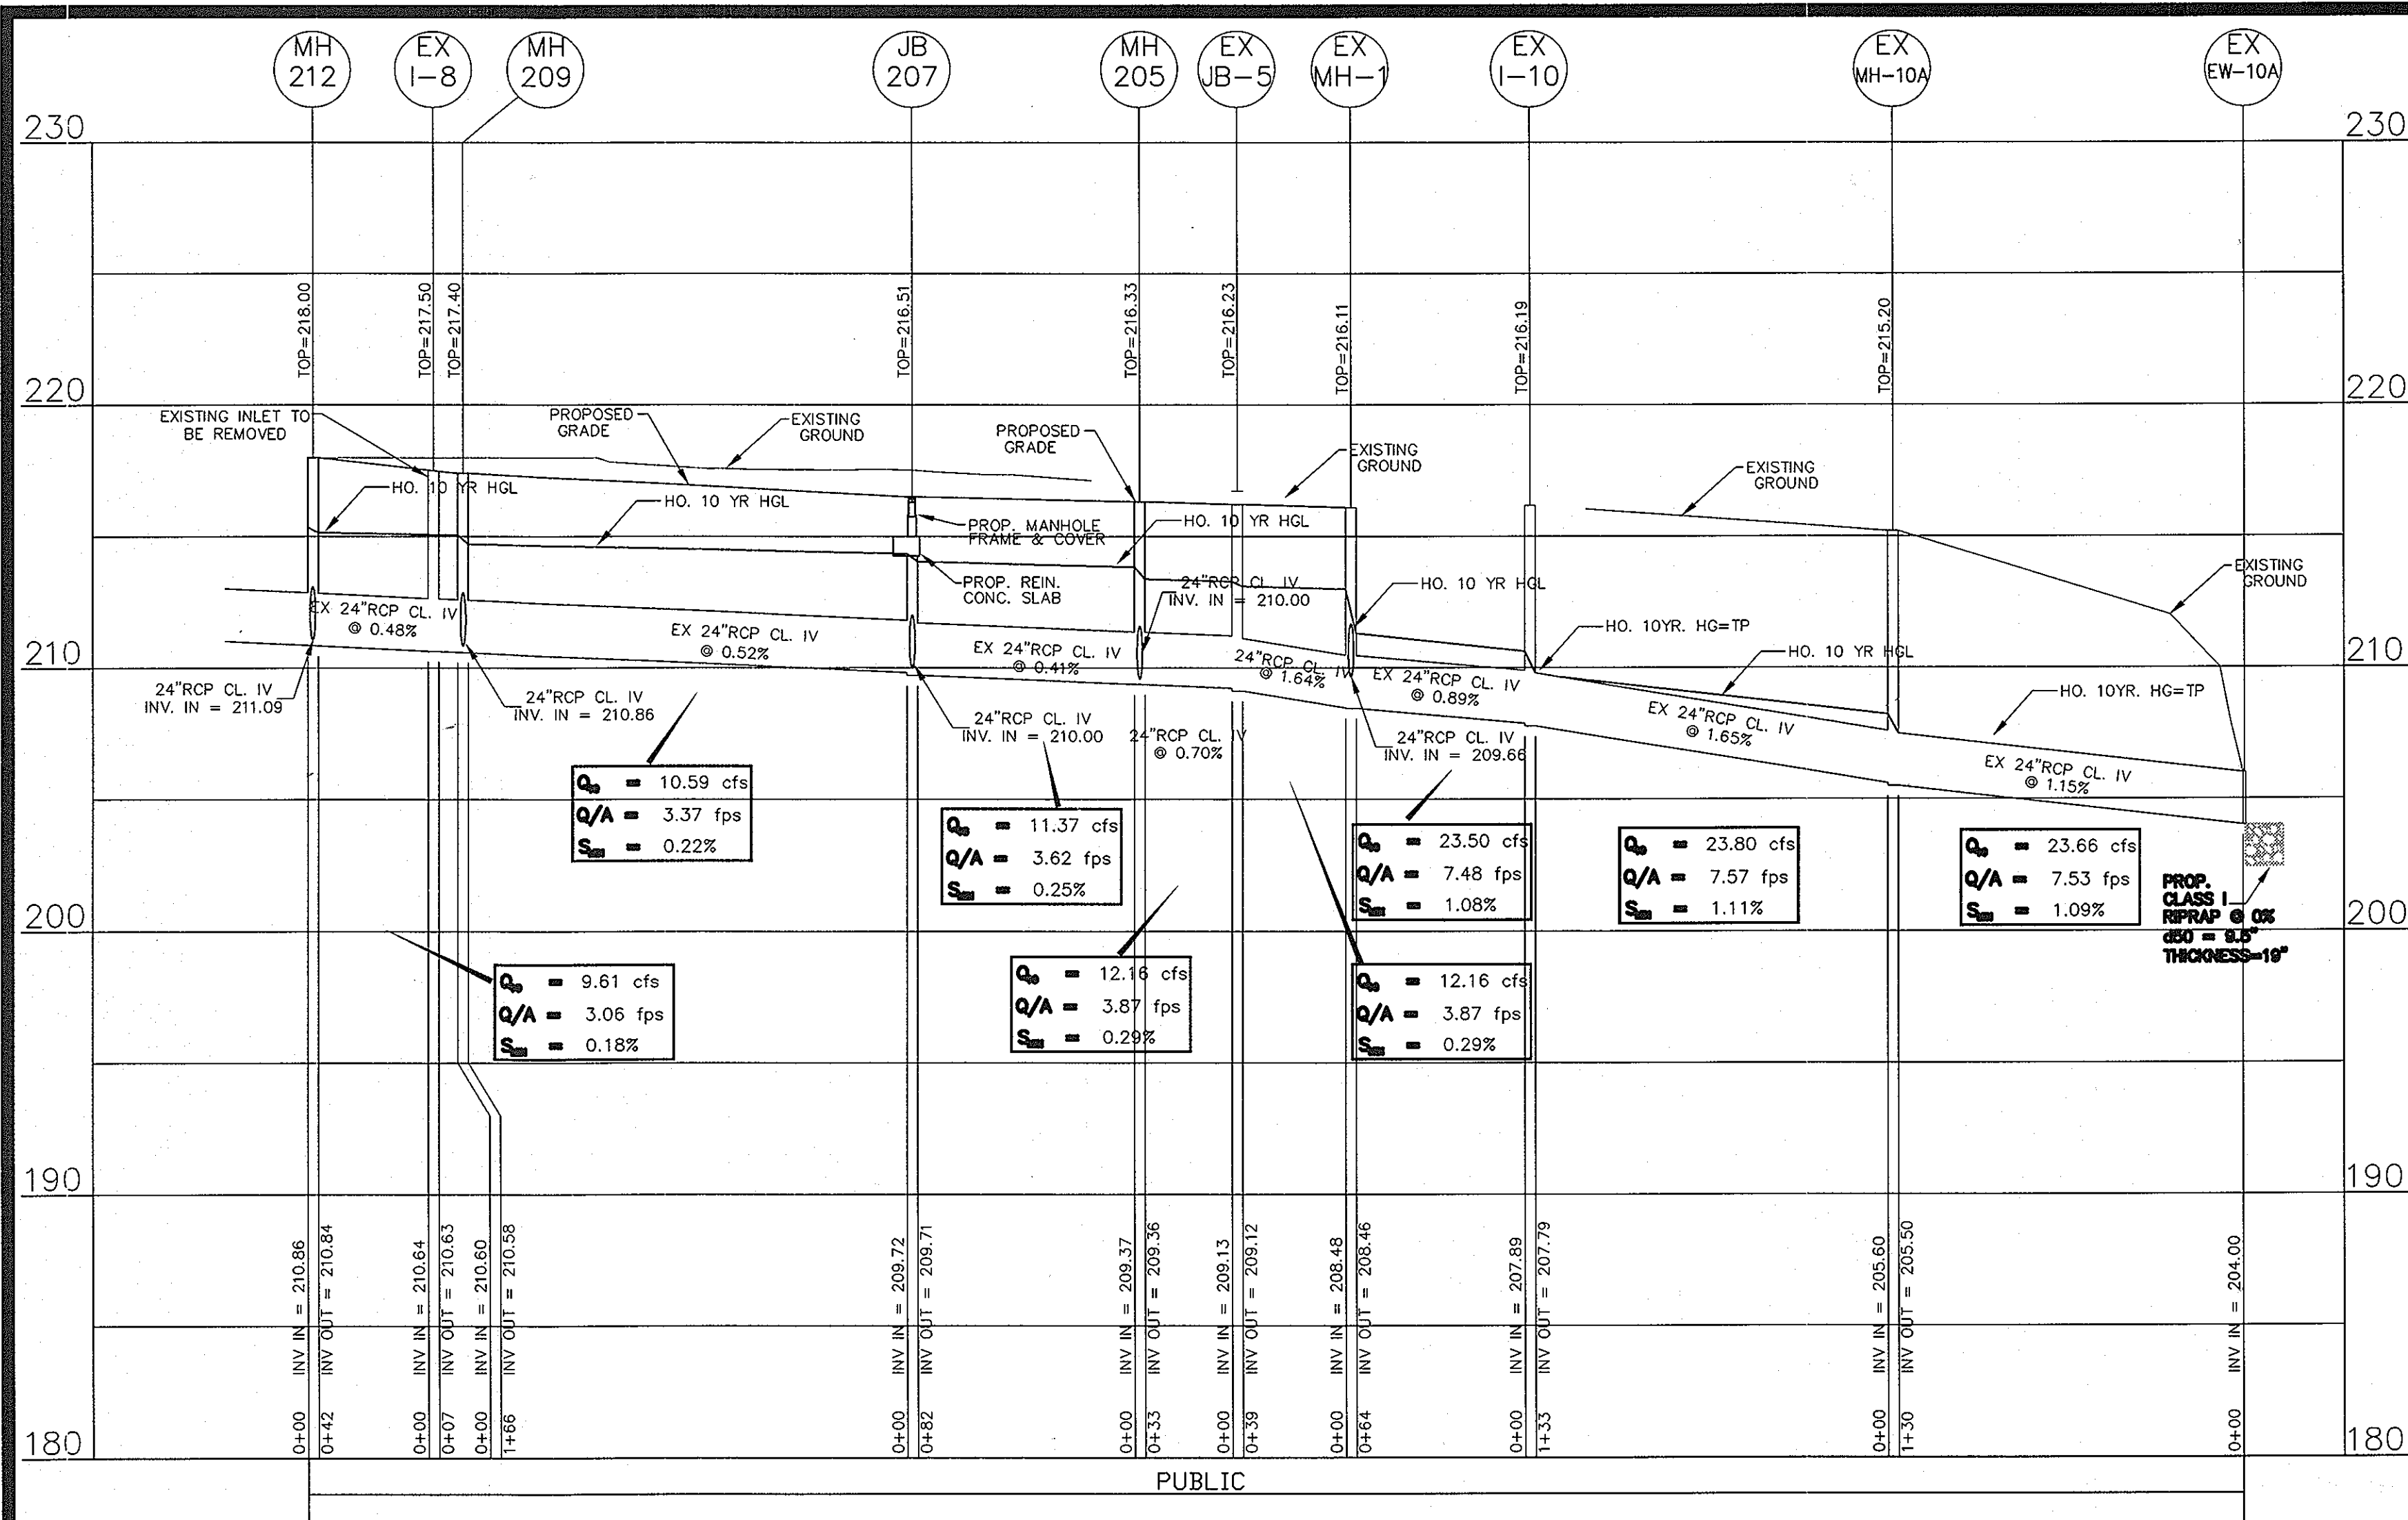 MH
212
EX
I-8
MH
209
JB
207
MH
205
EX
JB-5
EX
MH-1
EX
I-10
EX
MH-10A
EX
EW-10A
230
230
TOP=218.00
TOP=217.50
TOP=217.40
TOP=216.51
TOP=216.33
TOP=216.23
TOP=216.11
TOP=216.19
TOP=215.20
220
220
EXISTING INLET TO
BE REMOVED
PROPOSED
GRADE
EXISTING
GROUND
PROPOSED
GRADE
EXISTING
GROUND
EXISTING
GROUND
EXISTING
GROUND
HO. 10 YR HGL
HO. 10 YR HGL
PROP. MANHOLE
FRAME & COVER
HO. 10 YR HGL
PROP. REIN.
CONC. SLAB
24"RCP CL. IV
INV. IN = 210.00
HO. 10 YR HGL
HO. 10YR. HG=TP
HO. 10 YR HGL
HO. 10YR. HG=TP
EX 24"RCP CL. IV
@ 0.48%
EX 24"RCP CL. IV
@ 0.52%
EX 24"RCP CL. IV
@ 0.41%
24"RCP CL. IV
@ 1.64%
EX 24"RCP CL. IV
@ 0.89%
EX 24"RCP CL. IV
@ 1.65%
EX 24"RCP CL. IV
@ 1.15%
210
210
24"RCP CL. IV
INV. IN = 211.09
24"RCP CL. IV
INV. IN = 210.86
24"RCP CL. IV
INV. IN = 210.00
24"RCP CL. IV
@ 0.70%
24"RCP CL. IV
INV. IN = 209.66
= 10.59 cfs
Q/A = 3.37 fps
= 0.22%
= 11.37 cfs
Q/A = 3.62 fps
= 0.25%
= 23.50 cfs
Q/A = 7.48 fps
= 1.08%
= 23.80 cfs
Q/A = 7.57 fps
= 1.11%
= 23.66 cfs
Q/A = 7.53 fps
= 1.09%
PROP.
CLASS I
RIPRAP @ 0%
d50 = 9.5"
THICKNESS=19"
200
200
= 9.61 cfs
Q/A = 3.06 fps
= 0.18%
= 12.16 cfs
Q/A = 3.87 fps
= 0.29%
= 12.16 cfs
Q/A = 3.87 fps
= 0.29%
190
190
INV IN = 210.86
INV OUT = 210.84
INV IN = 210.64
INV OUT = 210.63
INV IN = 210.60
INV OUT = 210.58
INV IN = 209.72
INV OUT = 209.71
INV IN = 209.37
INV OUT = 209.36
INV IN = 209.13
INV OUT = 209.12
INV IN = 208.48
INV OUT = 208.46
INV IN = 207.89
INV OUT = 207.79
INV IN = 205.60
INV OUT = 205.50
INV IN = 204.00
0+00
0+42
0+00
0+07
0+00
1+66
0+00
0+82
0+00
0+33
0+00
0+39
0+00
0+64
0+00
1+33
0+00
1+30
0+00
180
180
PUBLIC